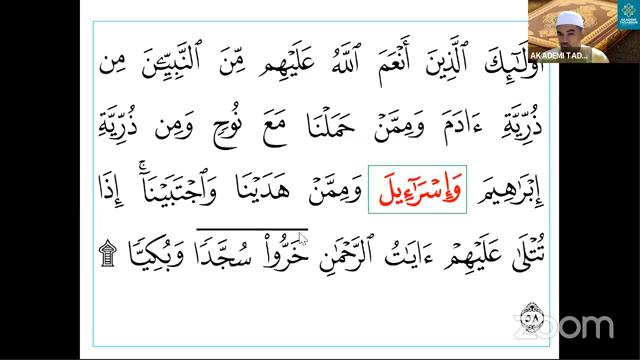 أُو۟لَـٰٓئِكَ ٱلَّذِينَ أَنْعَمَ ٱللَّهُ عَلَيْهِم مِّنَ ٱلنَّبِيِّـۧنَ مِن
ذُرِّيَّةِ ءَادَمَ وَمِمَّنْ حَمَلْنَا مَعَ نُوحٍ وَمِن ذُرِّيَّةِ
إِبْرَٰهِيمَ وَإِسْرَـٰٓءِيلَ وَمِمَّنْ هَدَيْنَا وَٱجْتَبَيْنَآ ۚ إِذَا
تُتْلَىٰ عَلَيْهِمْ ءَايَـٰتُ ٱلرَّحْمَـٰنِ خَرُّوا۟ سُجَّدًا وَبُكِيًّا ۩
٥٨
AKADEMI TAD...
zoom